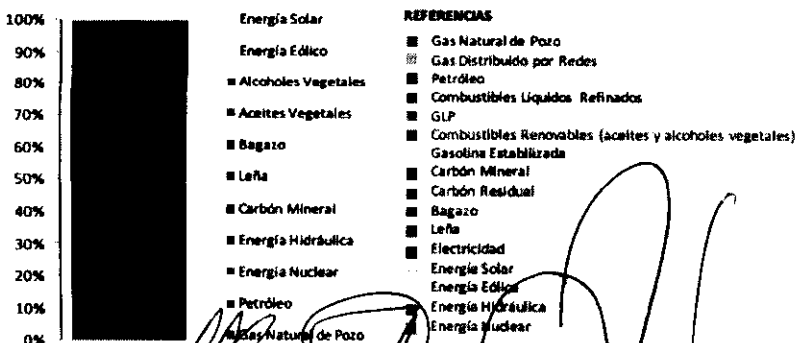 100%
90%
80%
70%
60%
50%
40%
30%
20%
10%
0%
Energía Solar
Energía Eólico
Alcoholes Vegetales
Aceites Vegetales
Bagazo
Leña
Carbón Mineral
Energía Hidráulica
Energía Nuclear
Petróleo
Gas Natural de Pozo
REFERENCIAS
Gas Natural de Pozo
Gas Distribuido por Redes
Petróleo
Combustibles Líquidos Refinados
GLP
Combustibles Renovables (aceites y alcoholes vegetales)
Gasolina Estabilizada
Carbón Mineral
Carbón Residual
Bagazo
Leña
Electricidad
Energía Solar
Energía Eólica
Energía Hidráulica
Energía Nuclear